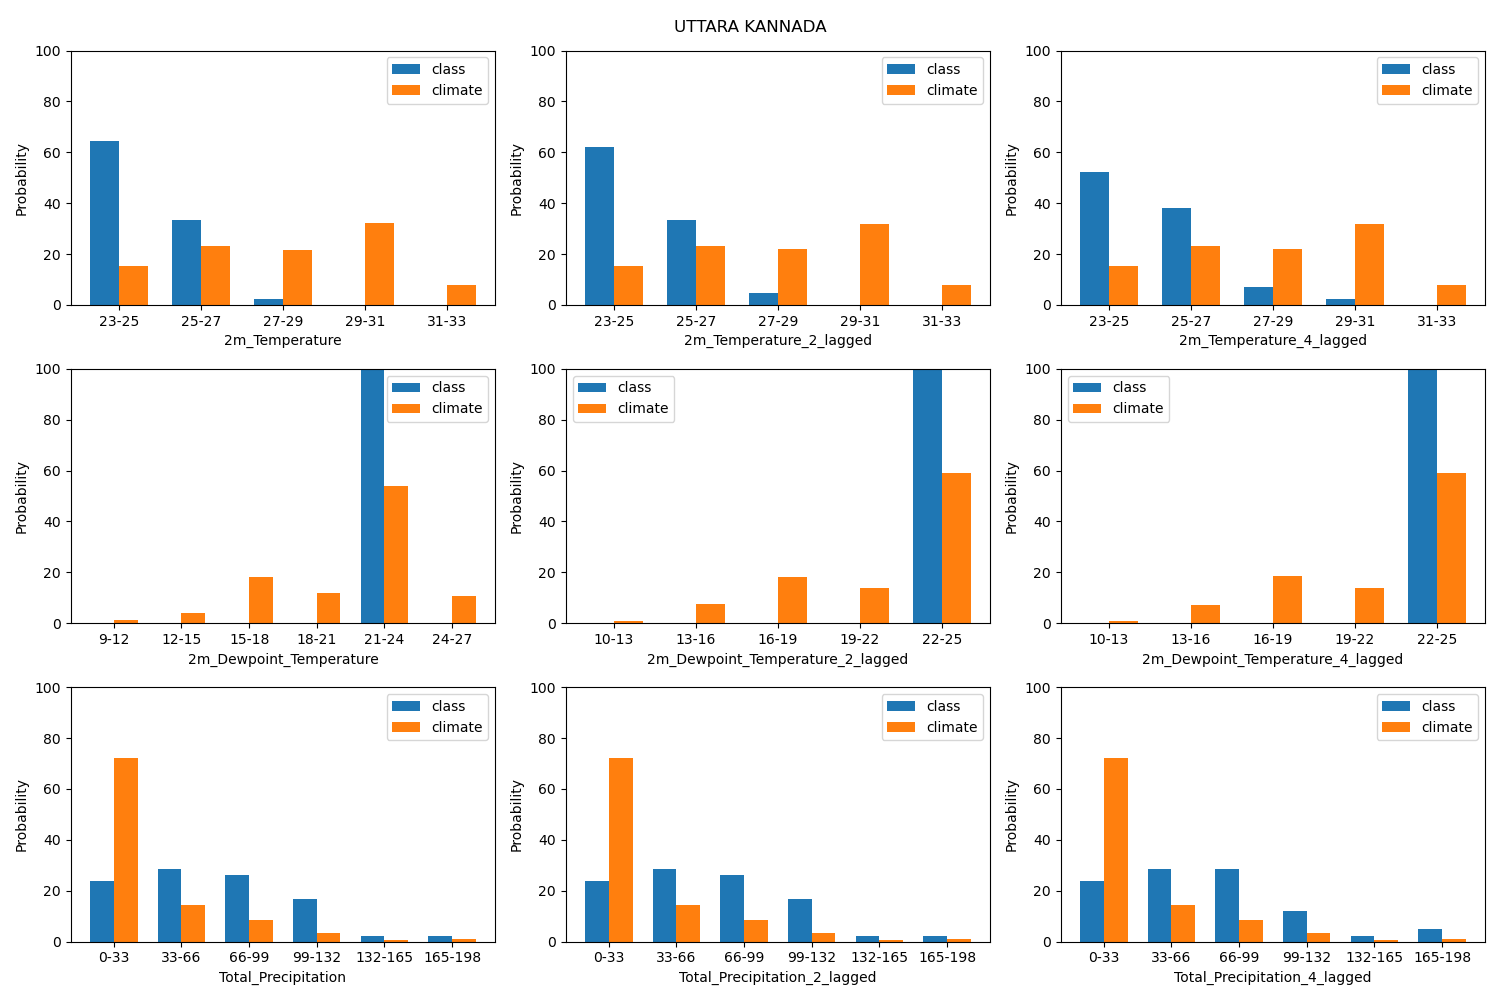 UTTARA KANNADA
100
80
60
40
20
0
Probability
class
climate
23-25 25-27 27-29 29-31 31-33
2m_Temperature
100
80
60
40
20
0
Probability
class
climate
23-25 25-27 27-29 29-31 31-33
2m_Temperature_2_lagged
100
80
60
40
20
0
Probability
class
climate
23-25 25-27 27-29 29-31 31-33
2m_Temperature_4_lagged
100
80
60
40
20
0
Probability
class
climate
9-12 12-15 15-18 18-21 21-24 24-27
2m_Dewpoint_Temperature
100
80
60
40
20
0
Probability
class
climate
10-13 13-16 16-19 19-22 22-25
2m_Dewpoint_Temperature_2_lagged
100
80
60
40
20
0
Probability
class
climate
10-13 13-16 16-19 19-22 22-25
2m_Dewpoint_Temperature_4_lagged
100
80
60
40
20
0
Probability
class
climate
0-33 33-66 66-99 99-132 132-165 165-198
Total_Precipitation
100
80
60
40
20
0
Probability
class
climate
0-33 33-66 66-99 99-132 132-165 165-198
Total_Precipitation_2_lagged
100
80
60
40
20
0
Probability
class
climate
0-33 33-66 66-99 99-132 132-165 165-198
Total_Precipitation_4_lagged